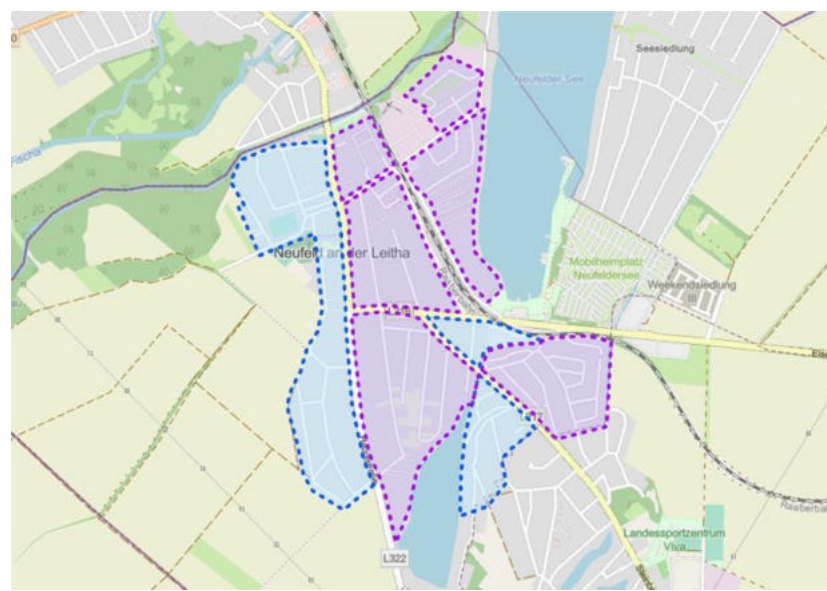 Seesiedlung
Neufelder See
Fischa
Neufeld an der Leitha
Mobilheimplatz
Neufeldersee
Weekendsiedlung
III
Landessportzentrum
Viva
L322